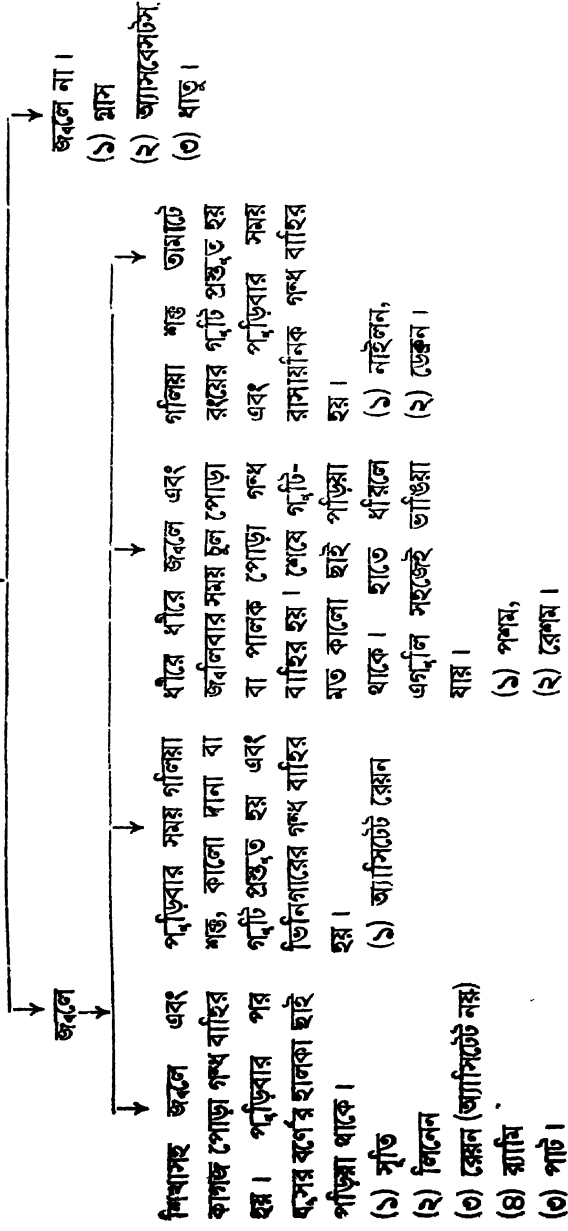 জ্বলে
শিখাসহ জ্বলে এবং
কাগজ পোড়া গন্ধ বাহির
হয়। পুড়িবার পর
ধূসর বর্ণের হালকা ছাই
পড়িয়া থাকে।
(১) সূতি
(২) লিনেন
(৩) রেয়ন (অ্যাসিটেট নয়)
(৪) র‍্যামি
(৩) পাট।
পুড়িবার সময় গলিয়া
শক্ত, কালো দানা বা
গুটি প্রস্তুত হয় এবং
ভিনিগারের গন্ধ বাহির
হয়।
(১) অ্যাসিটেট রেয়ন
ধীরে ধীরে জ্বলে এবং
জ্বলিবার সময় চুল পোড়া
বা পালক পোড়া গন্ধ
বাহির হয়। শেষে গুটি-
মত কালো ছাই পড়িয়া
থাকে। হাতে ধরিলে
এগুলি সহজেই ভাঙিয়া
যায়।
(১) পশম,
(২) রেশম।
গলিয়া শক্ত তামাটে
রংয়ের গুটি প্রস্তুত হয়
এবং পুড়িবার সময়
রাসায়নিক গন্ধ বাহির
হয়।
(১) নাইলন,
(২) ডেক্রন।
জ্বলে না।
(১) গ্লাস
(২) অ্যাসবেসটস
(৩) ধাতু।